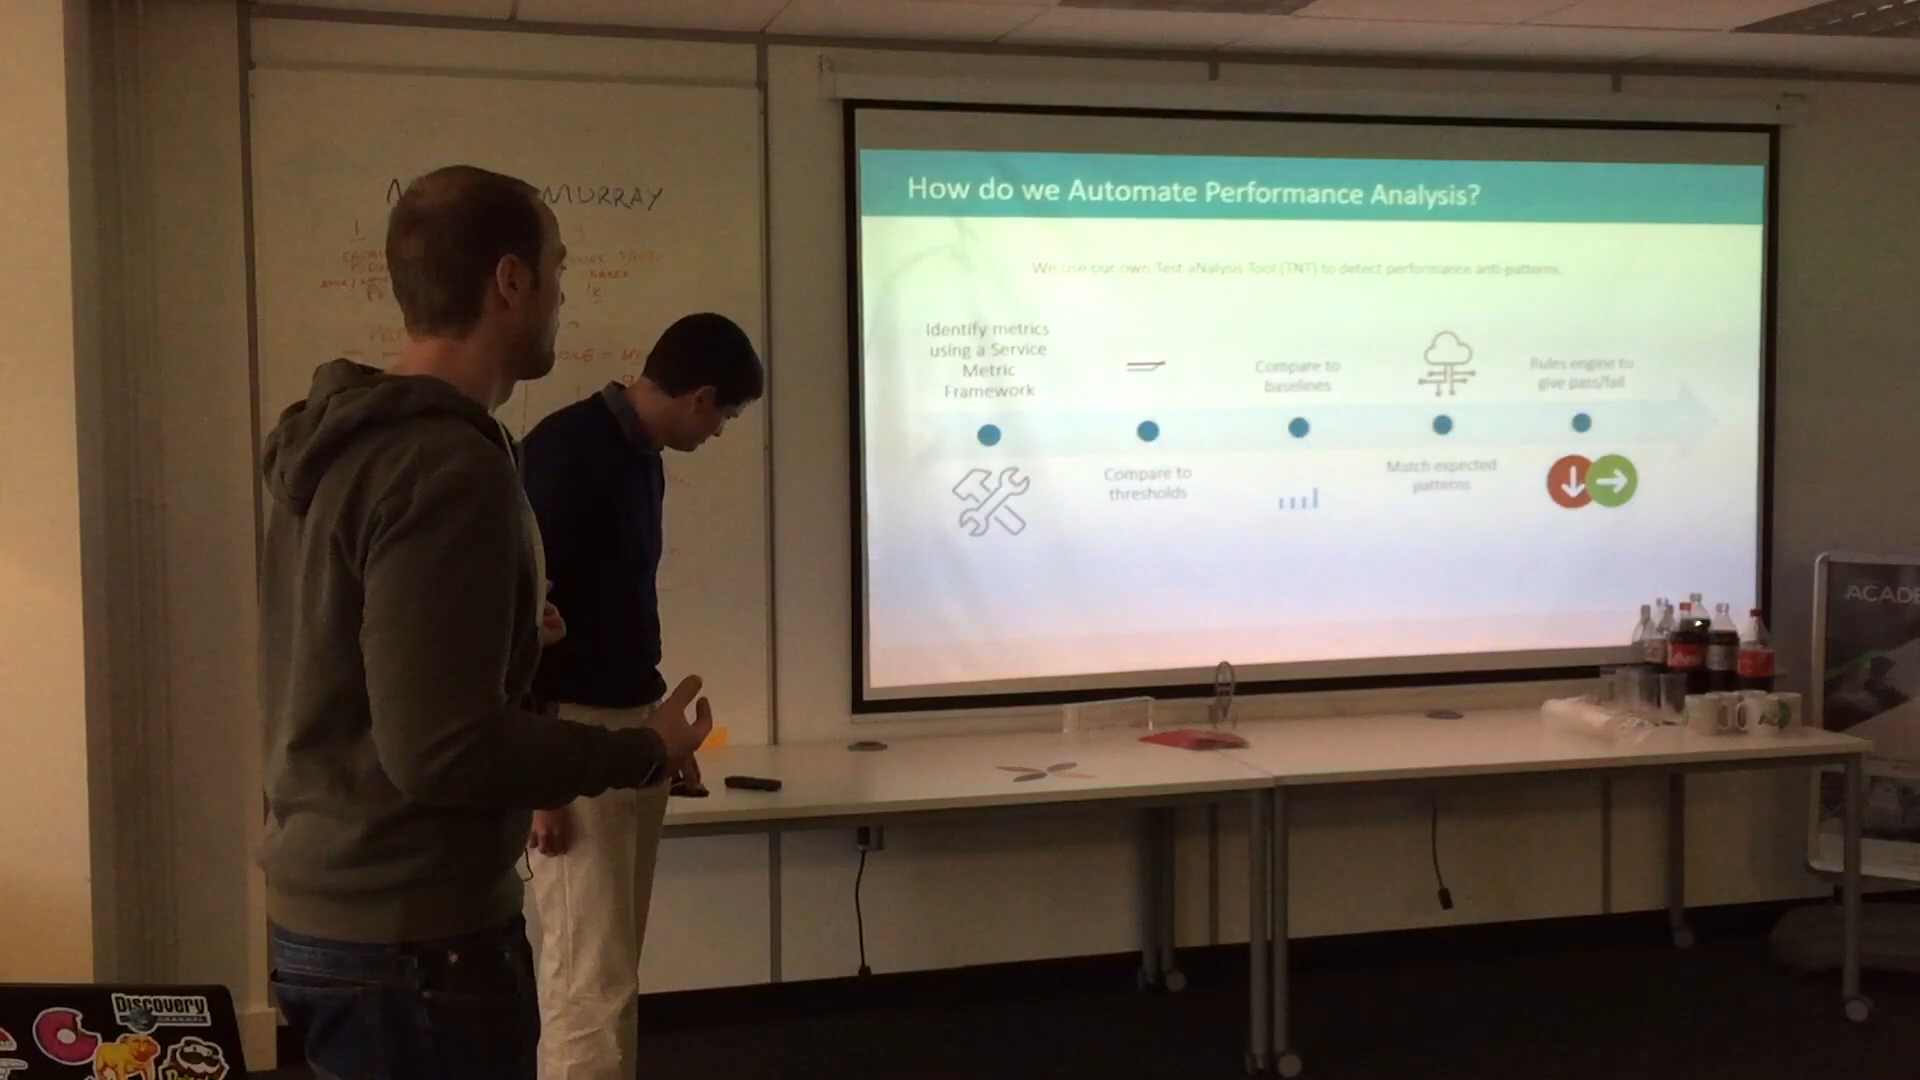 MURRAY
How do we Automate Performance Analysis?
We use our own Test aNalysis Tool (TNT) to detect performance anti-patterns.
Identify metrics
using a Service
Metric
Framework
Compare to
thresholds
Compare to
baselines
Match expected
patterns
Rules engine to
give pass/fail
ACADE
Discovery
CHANNEL